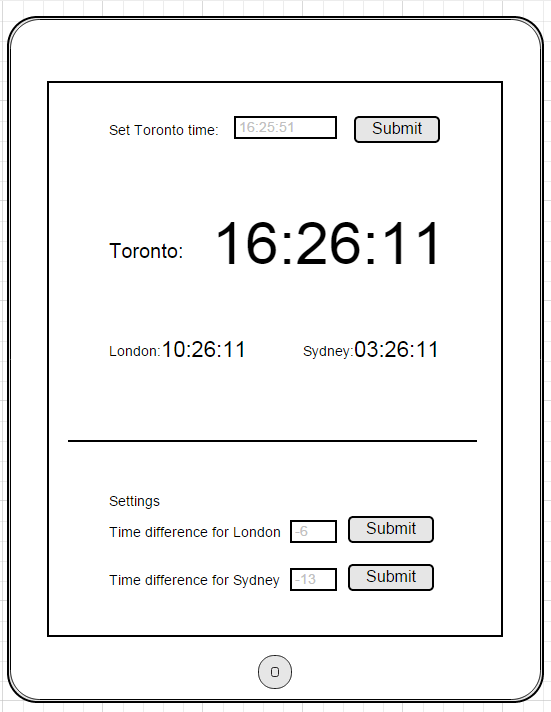 Set Toronto time: 16:25:51 Submit
Toronto: 16:26:11
London: 10:26:11 Sydney: 03:26:11
Settings
Time difference for London -6 Submit
Time difference for Sydney -13 Submit